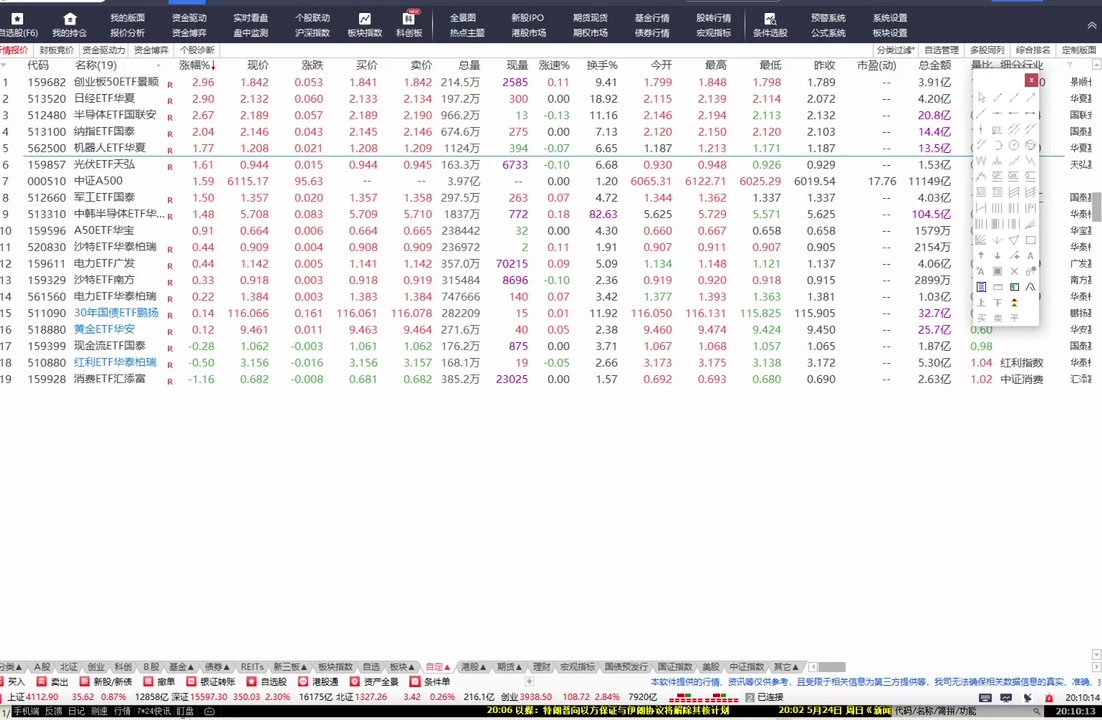 我的版面 资金驱动 实时看盘 个股联动 NEW 全景图 新股IPO 期货现货 基金行情 股转行情 预警系统 系统设置
自选股(F6) 我的持仓 报价分析 资金博弈 盘中监测 沪深指数 板块指数 科创板 热点主题 港股市场 期权市场 债券行情 宏观指标 条件选股 公式系统 板块设置
情报价 封板竞价 资金驱动力 资金博弈 个股诊断 分类过滤* 自选管理 多股同列 综合排名 定制版面
代码 名称(19) 涨幅%↓ 现价 涨跌 买价 卖价 总量 现量 涨速% 换手% 今开 最高 最低 昨收 市盈(动) 总金额 量比 细分行业 ?
1 159682 创业板50ETF景顺 R 2.96 1.842 0.053 1.841 1.842 214.5万 2585 0.11 9.41 1.799 1.848 1.798 1.789 -- 3.91亿 景顺
2 513520 日经ETF华夏 R 2.90 2.132 0.060 2.133 2.134 197.2万 300 0.00 18.92 2.115 2.139 2.114 2.072 -- 4.20亿 华夏
3 512480 半导体ETF国联安 R 2.67 2.189 0.057 2.189 2.190 966.2万 13 -0.13 11.16 2.146 2.194 2.113 2.132 -- 20.8亿 国联
4 513100 纳指ETF国泰 R 2.04 2.146 0.043 2.145 2.146 674.6万 275 0.00 7.13 2.120 2.150 2.120 2.103 -- 14.4亿 国泰
5 562500 机器人ETF华夏 R 1.77 1.208 0.021 1.208 1.209 1124万 394 -0.07 6.65 1.187 1.213 1.171 1.187 -- 13.5亿 华夏
6 159857 光伏ETF天弘 R 1.61 0.944 0.015 0.944 0.945 163.3万 6733 -0.10 6.68 0.930 0.948 0.926 0.929 -- 1.53亿 天弘
7 000510 中证A500 1.59 6115.17 95.63 -- -- 3.97亿 -- 0.00 1.20 6065.31 6122.71 6025.29 6019.54 17.76 11149亿
8 512660 军工ETF国泰 R 1.50 1.357 0.020 1.357 1.358 297.5万 263 0.07 4.72 1.344 1.362 1.337 1.337 -- 4.03亿 国泰
9 513310 中韩半导体ETF华... R 1.48 5.708 0.083 5.709 5.710 1837万 772 0.18 82.63 5.625 5.729 5.571 5.625 -- 104.5亿 华泰
10 159596 A50ETF华宝 R 0.91 0.664 0.006 0.664 0.665 238442 32 0.00 4.30 0.660 0.667 0.658 0.658 -- 1579万 华宝
11 520830 沙特ETF华泰柏瑞 R 0.44 0.909 0.004 0.908 0.909 236972 2 0.11 1.91 0.907 0.911 0.907 0.905 -- 2154万 华泰
12 159611 电力ETF广发 R 0.44 1.142 0.005 1.141 1.142 357.0万 70215 0.09 5.09 1.134 1.148 1.121 1.137 -- 4.06亿 广发
13 159329 沙特ETF南方 R 0.33 0.918 0.003 0.918 0.919 315484 8696 -0.10 2.36 0.919 0.920 0.918 0.915 -- 2899万 南方
14 561560 电力ETF华泰柏瑞 R 0.22 1.384 0.003 1.383 1.384 747666 140 0.07 3.42 1.377 1.393 1.363 1.381 -- 1.03亿 华泰
15 511090 30年国债ETF鹏扬 R 0.14 116.066 0.161 116.061 116.078 282209 15 0.01 11.92 116.050 116.131 115.825 115.905 -- 32.7亿 鹏扬
16 518880 黄金ETF华安 R 0.12 9.461 0.011 9.463 9.464 271.6万 40 0.05 2.38 9.460 9.474 9.424 9.450 -- 25.7亿 0.60 华安
17 159399 现金流ETF国泰 R -0.28 1.062 -0.003 1.061 1.062 176.2万 875 0.00 3.71 1.067 1.068 1.057 1.065 -- 1.87亿 0.98 国泰
18 510880 红利ETF华泰柏瑞 R -0.50 3.156 -0.016 3.156 3.157 168.1万 19 -0.05 2.66 3.173 3.175 3.138 3.172 -- 5.30亿 1.04 红利指数 华泰
19 159928 消费ETF汇添富 R -1.16 0.682 -0.008 0.681 0.682 385.2万 23025 0.00 1.57 0.692 0.693 0.680 0.690 -- 2.63亿 1.02 中证消费 汇添
买 卖 平
分类▲ A股 北证 创业 科创 B股 基金▲ 债券▲ REITs 新三板▲ 板块指数 自选 板块▲ 自定▲ 港股▲ 期货▲ 理财 宏观指标 国债预发行 国证指数 美股 中证指数 其它▲
买入 卖出 新股/新债 撤单 银证转账 自选股 港股通 资产全景 条件单 本软件提供的行情、资讯等仅供参考，且受限于相关信息的第三方提供等，我司无法确保相关数据信息的真实、准确、
上证4112.90 35.62 0.87% 12858亿 深证15597.30 350.03 2.30% 16175亿 北证1327.26 3.42 0.26% 216.1亿 创业3938.50 108.72 2.84% 7920亿 2 已连接 20:10:14
手机端 反馈 日记 测速 行情 7*24快讯 盯盘 20:06 以媒：特朗普向以方保证与伊朗协议将解除其核计划 20:02 5月24日 周日《新闻 代码/名称/简拼/功能 20:10:13